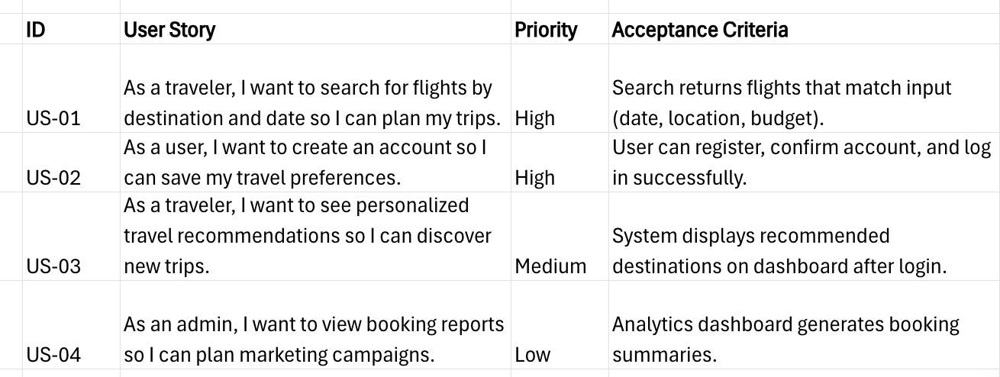 ID User Story Priority Acceptance Criteria
As a traveler, I want to search for flights by
destination and date so I can plan my trips.
US-01
High
Search returns flights that match input
(date, location, budget).
As a user, I want to create an account so I
can save my travel preferences.
US-02
High
User can register, confirm account, and log
in successfully.
As a traveler, I want to see personalized
travel recommendations so I can discover
new trips.
US-03
Medium
System displays recommended
destinations on dashboard after login.
As an admin, I want to view booking reports
so I can plan marketing campaigns.
US-04
Low
Analytics dashboard generates booking
summaries.